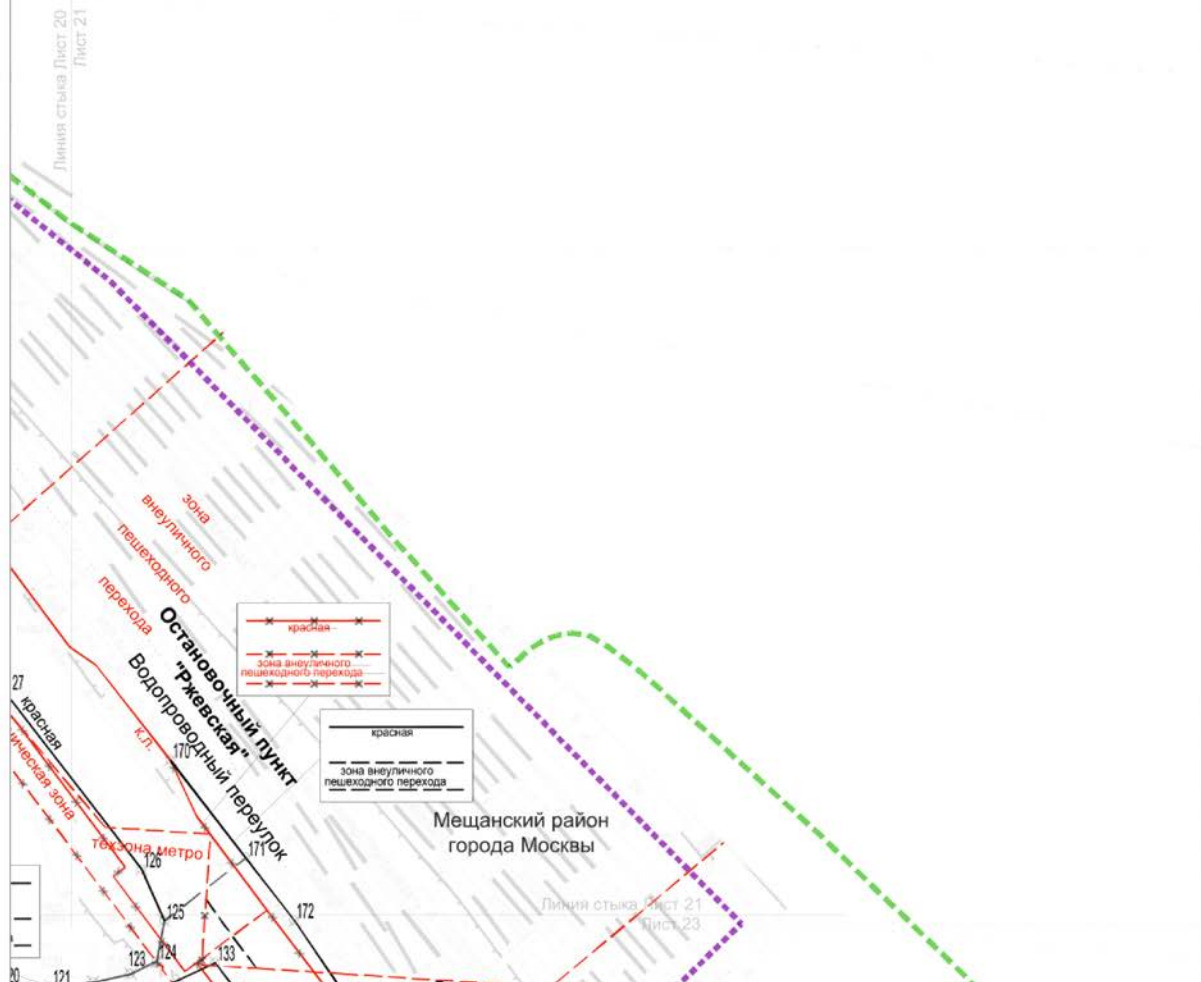 Линия стыка Лист 20
Лист 21
зона
внеуличного
пешеходного
перехода
Остановочный пункт
"Ржевская"
Водопроводный переулок
красная
зона внеуличного
пешеходного перехода
красная
зона внеуличного
пешеходного перехода
27
красная
к.л.
170
Мещанский район
города Москвы
техзона метро
126
171
125
172
Линия стыка Лист 21
Лист 23
123
124
133
121